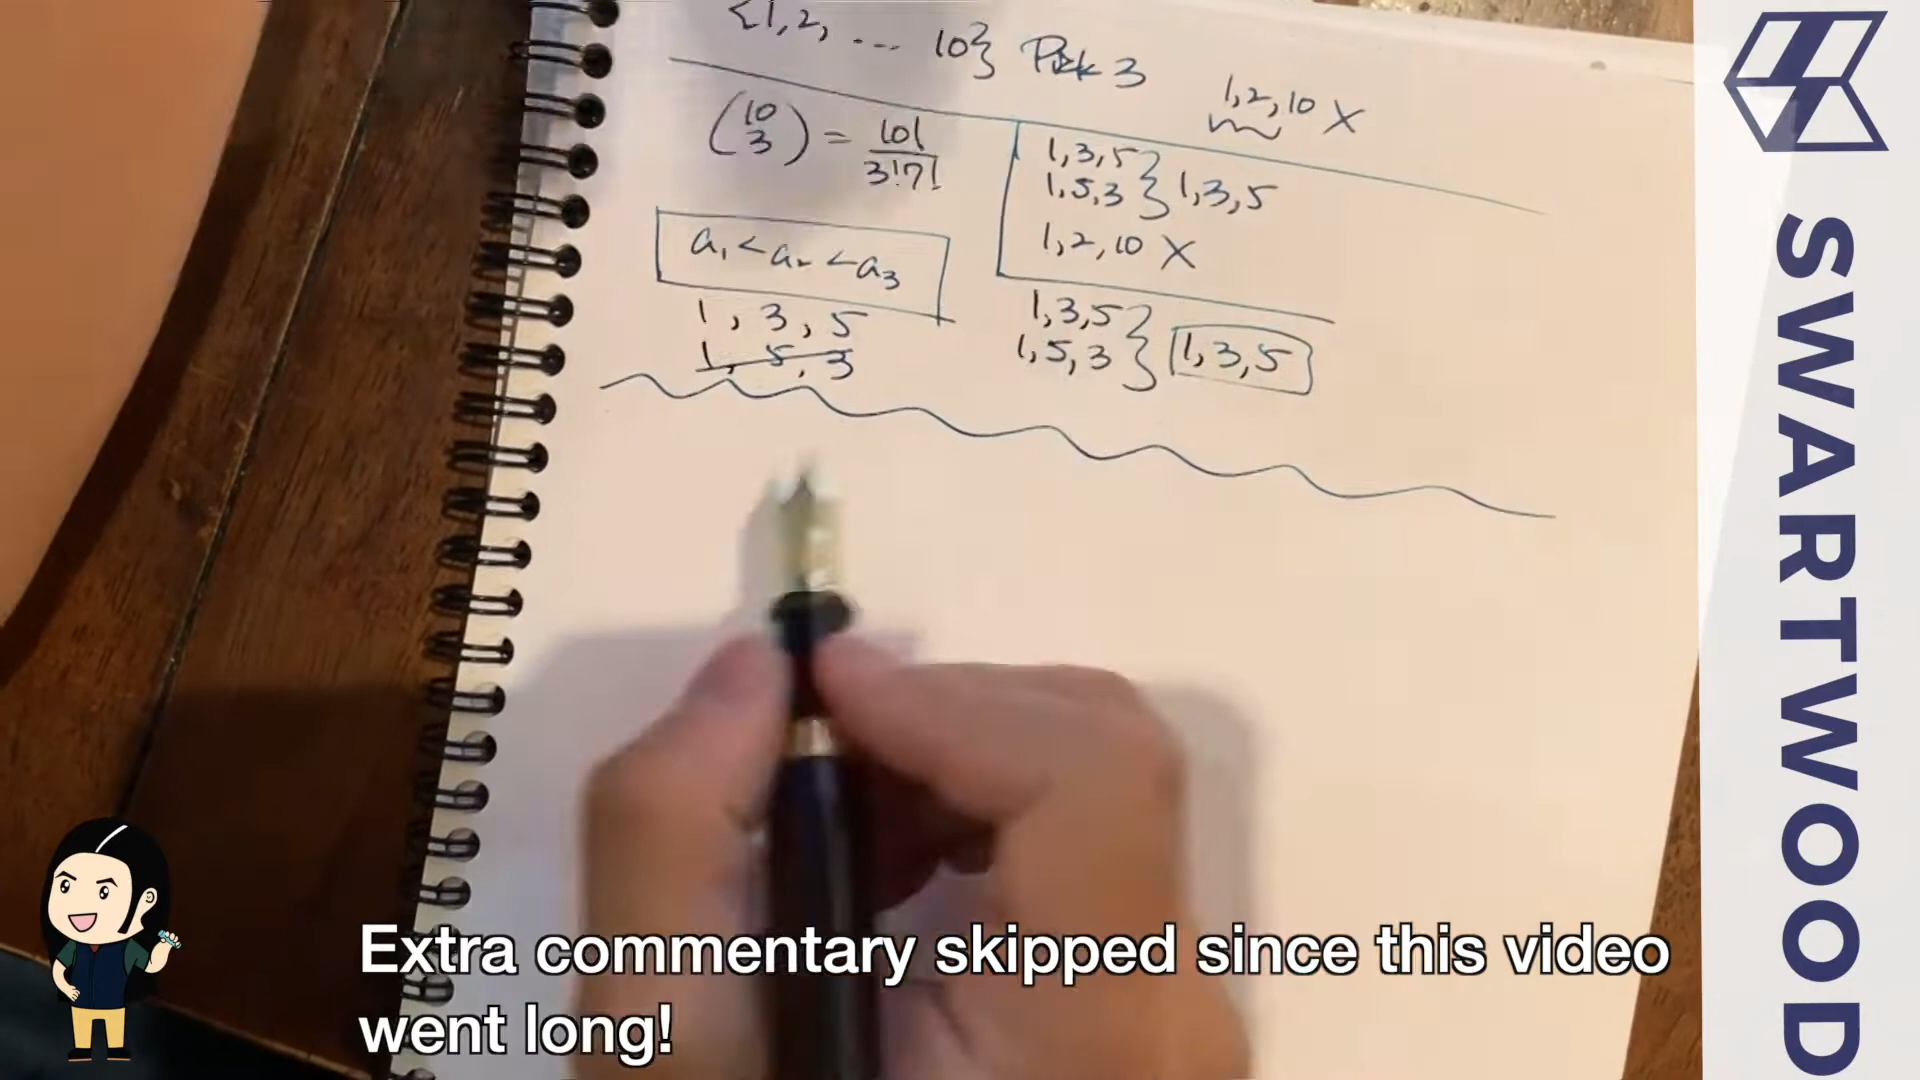 {1, 2, ... 10} Pick 3
1,2,10 X
(10 3) = 10! / 3!7!
1,3,5
1,5,3 } 1,3,5
1,2,10 X
a₁ < a₂ < a₃
1, 3, 5
1, 5, 3
1,3,5
1,5,3 } 1,3,5
SWARTWOOD
Extra commentary skipped since this video
went long!